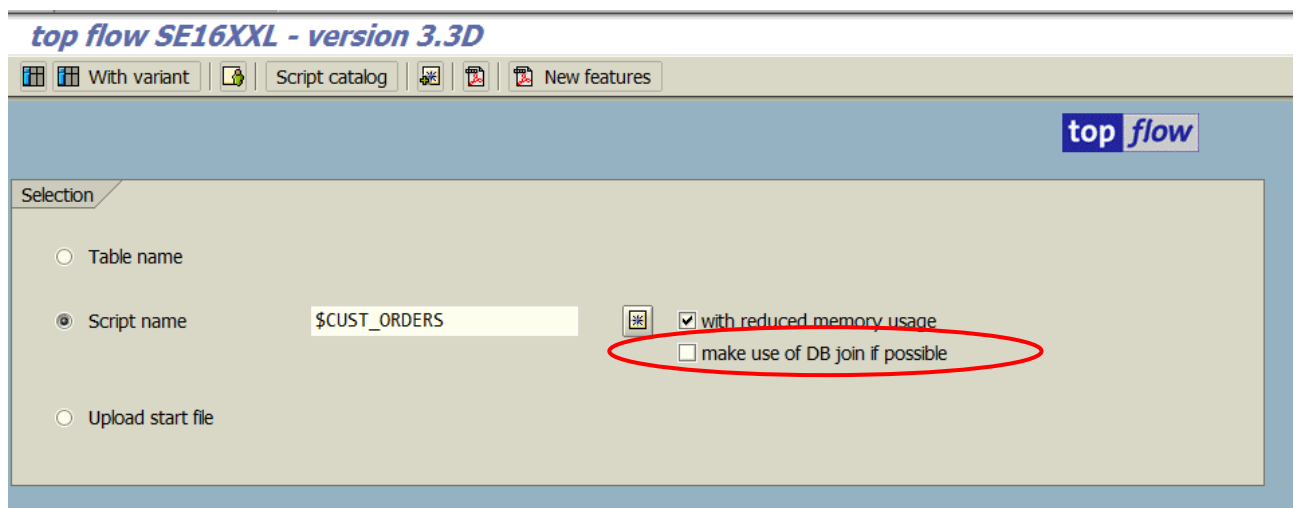 top flow SE16XXL - version 3.3D
With variant Script catalog New features
top flow
Selection
Table name
Script name $CUST_ORDERS with reduced memory usage
make use of DB join if possible
Upload start file